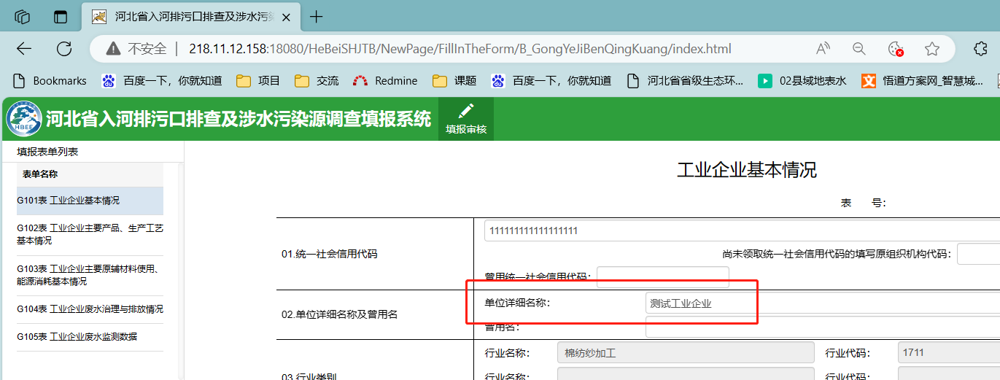 河北省入河排污口排查及涉水污
不安全 | 218.11.12.158:18080/HeBeiSHJTB/NewPage/FillInTheForm/B_GongYeJiBenQingKuang/index.html
Bookmarks 百度一下，你就知道 项目 交流 Redmine 课题 百度一下，你就知道 河北省省级生态环... 02县域地表水 悟道方案网_智慧城...
HBEE 河北省入河排污口排查及涉水污染源调查填报系统 填报审核
填报表单列表
表单名称
G101表 工业企业基本情况
G102表 工业企业主要产品、生产工艺
基本情况
G103表 工业企业主要原辅材料使用、
能源消耗基本情况
G104表 工业企业废水治理与排放情况
G105表 工业企业废水监测数据
工业企业基本情况
表 号：
01.统一社会信用代码
111111111111111111
尚未领取统一社会信用代码的填写原组织机构代码：
曾用统一社会信用代码：
02.单位详细名称及曾用名
单位详细名称： 测试工业企业
曾用名：
03.行业类别
行业名称： 棉纺纱加工 行业代码： 1711
行业名称： 行业代码：